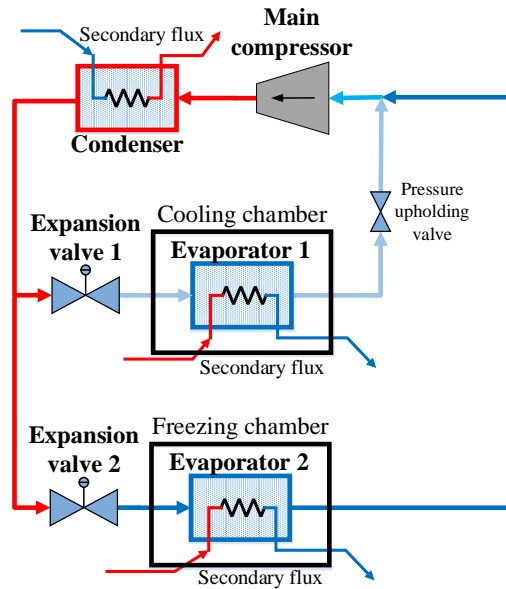 Main
compressor
Secondary flux
Condenser
Pressure
upholding
valve
Cooling chamber
Expansion
valve 1
Evaporator 1
Secondary flux
Freezing chamber
Expansion
valve 2
Evaporator 2
Secondary flux